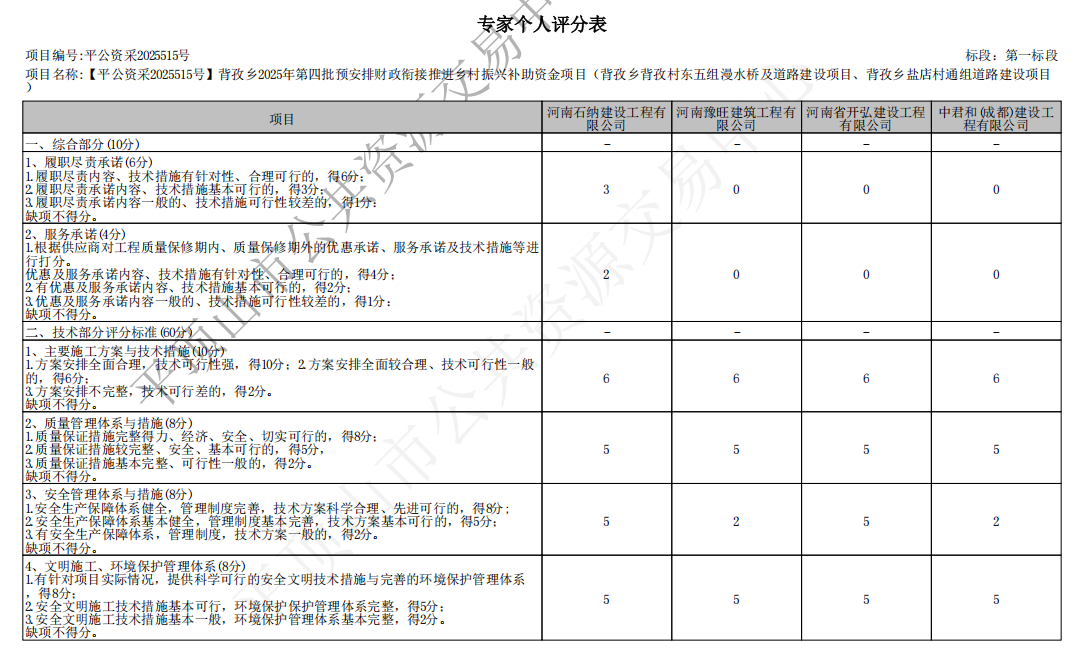 专家个人评分表
项目编号:平公资采2025515号
标段：第一标段
项目名称:【平公资采2025515号】背孜乡2025年第四批预安排财政衔接推进乡村振兴补助资金项目（背孜乡背孜村东五组漫水桥及道路建设项目、背孜乡盐店村通组道路建设项目
）
项目
河南石纳建设工程有
限公司
河南豫旺建筑工程有
限公司
河南省开弘建设工程
有限公司
中君和(成都)建设工
程有限公司
一、综合部分(10分) - - - -
1、履职尽责承诺(6分)
1.履职尽责内容、技术措施有针对性、合理可行的，得6分；
2.履职尽责承诺内容、技术措施基本可行的，得3分；
3.履职尽责承诺内容一般的、技术措施可行性较差的，得1分；
缺项不得分。
3 0 0 0
2、服务承诺(4分)
1.根据供应商对工程质量保修期内、质量保修期外的优惠承诺、服务承诺及技术措施等进
行打分。
优惠及服务承诺内容、技术措施有针对性、合理可行的，得4分；
2.有优惠及服务承诺内容、技术措施基本可行的，得2分；
3.优惠及服务承诺内容一般的、技术措施可行性较差的，得1分；
缺项不得分。
2 0 0 0
二、技术部分评分标准(60分) - - - -
1、主要施工方案与技术措施(10分)
1.方案安排全面合理，技术可行性强，得10分；2.方案安排全面较合理、技术可行性一般
的，得6分；
3.方案安排不完整，技术可行差的，得2分。
缺项不得分。
6 6 6 6
2、质量管理体系与措施(8分)
1.质量保证措施完整得力、经济、安全、切实可行的，得8分；
2.质量保证措施较完整、安全、基本可行的，得5分，
3.质量保证措施基本完整、可行性一般的，得2分。
缺项不得分。
5 5 5 5
3、安全管理体系与措施(8分)
1.安全生产保障体系健全，管理制度完善，技术方案科学合理、先进可行的，得8分；
2.安全生产保障体系基本健全，管理制度基本完善，技术方案基本可行的，得5分；
3.有安全生产保障体系，管理制度，技术方案一般的，得2分。
缺项不得分。
5 2 5 2
4、文明施工、环境保护管理体系(8分)
1.有针对项目实际情况，提供科学可行的安全文明技术措施与完善的环境保护管理体系
，得8分；
2.安全文明施工技术措施基本可行，环境保护保护管理体系完整，得5分；
3.安全文明施工技术措施基本一般，环境保护管理体系基本完整，得2分。
缺项不得分。
5 5 5 5
平顶山市公共资源交易中
平顶山市公共资源交易中心